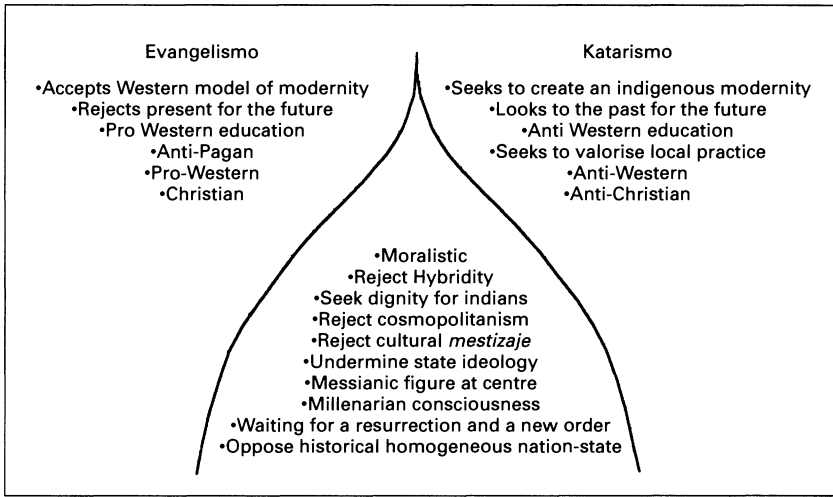 Evangelismo
•Accepts Western model of modernity
•Rejects present for the future
•Pro Western education
•Anti-Pagan
•Pro-Western
•Christian
Katarismo
•Seeks to create an indigenous modernity
•Looks to the past for the future
•Anti Western education
•Seeks to valorise local practice
•Anti-Western
•Anti-Christian
•Moralistic
•Reject Hybridity
•Seek dignity for indians
•Reject cosmopolitanism
•Reject cultural mestizaje
•Undermine state ideology
•Messianic figure at centre
•Millenarian consciousness
•Waiting for a resurrection and a new order
•Oppose historical homogeneous nation-state